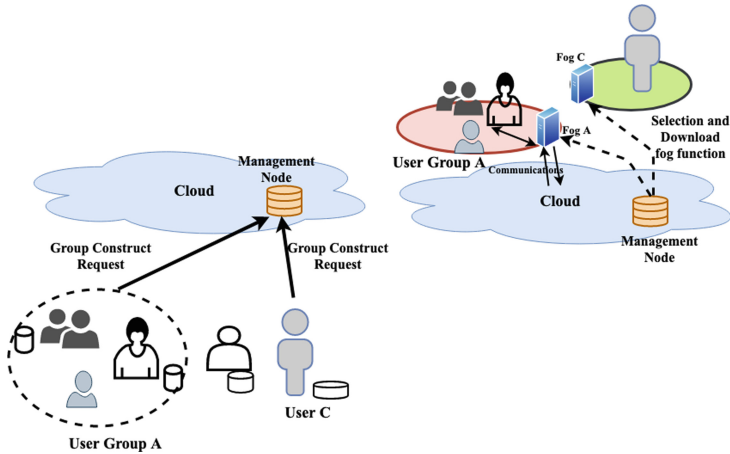 Management
Node
Cloud
Group Construct
Request
Group Construct
Request
User Group A
User C
Fog C
Fog A
User Group A
Communications
Selection and
Download
fog function
Cloud
Management
Node